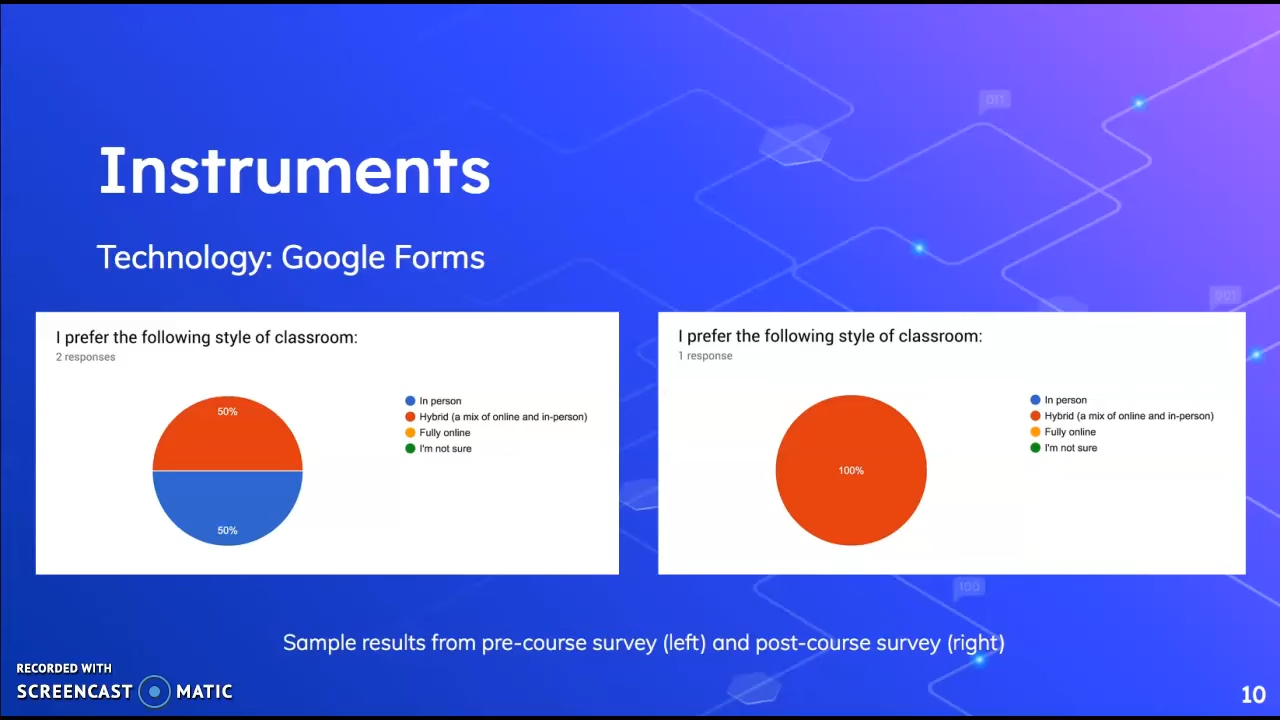 Instruments
Technology: Google Forms
I prefer the following style of classroom:
2 responses
50%
50%
In person
Hybrid (a mix of online and in-person)
Fully online
I'm not sure
I prefer the following style of classroom:
1 response
100%
In person
Hybrid (a mix of online and in-person)
Fully online
I'm not sure
Sample results from pre-course survey (left) and post-course survey (right)
RECORDED WITH
SCREENCAST MATIC
10
011
001
100